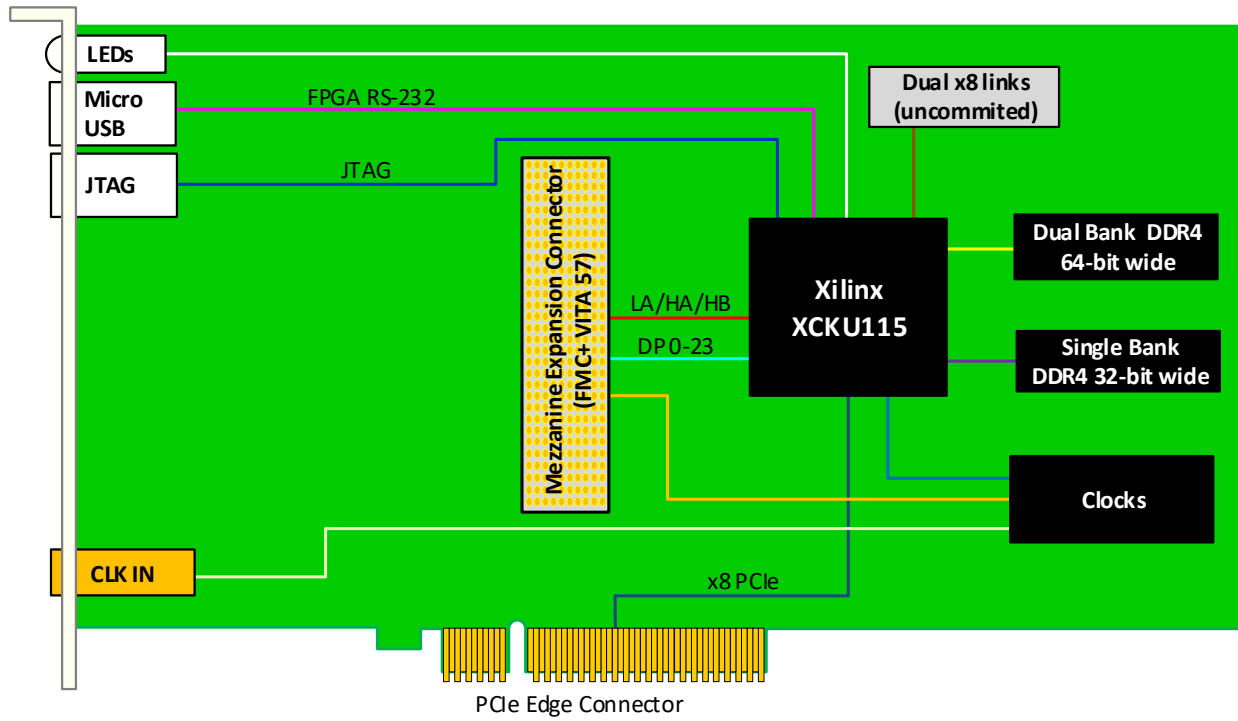 LEDs
Micro
USB
JTAG
FPGA RS-232
JTAG
Dual x8 links
(uncommited)
Mezzanine Expansion Connector
(FMC+ VITA 57)
Xilinx
XCKU115
Dual Bank DDR4
64-bit wide
LA/HA/HB
DP 0-23
Single Bank
DDR4 32-bit wide
Clocks
CLK IN
x8 PCIe
PCIe Edge Connector